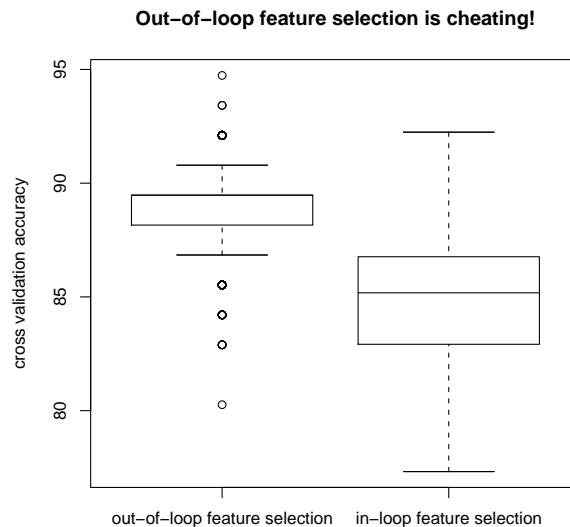 Out−of−loop feature selection is cheating!
95
90
85
80
cross validation accuracy
out−of−loop feature selection
in−loop feature selection